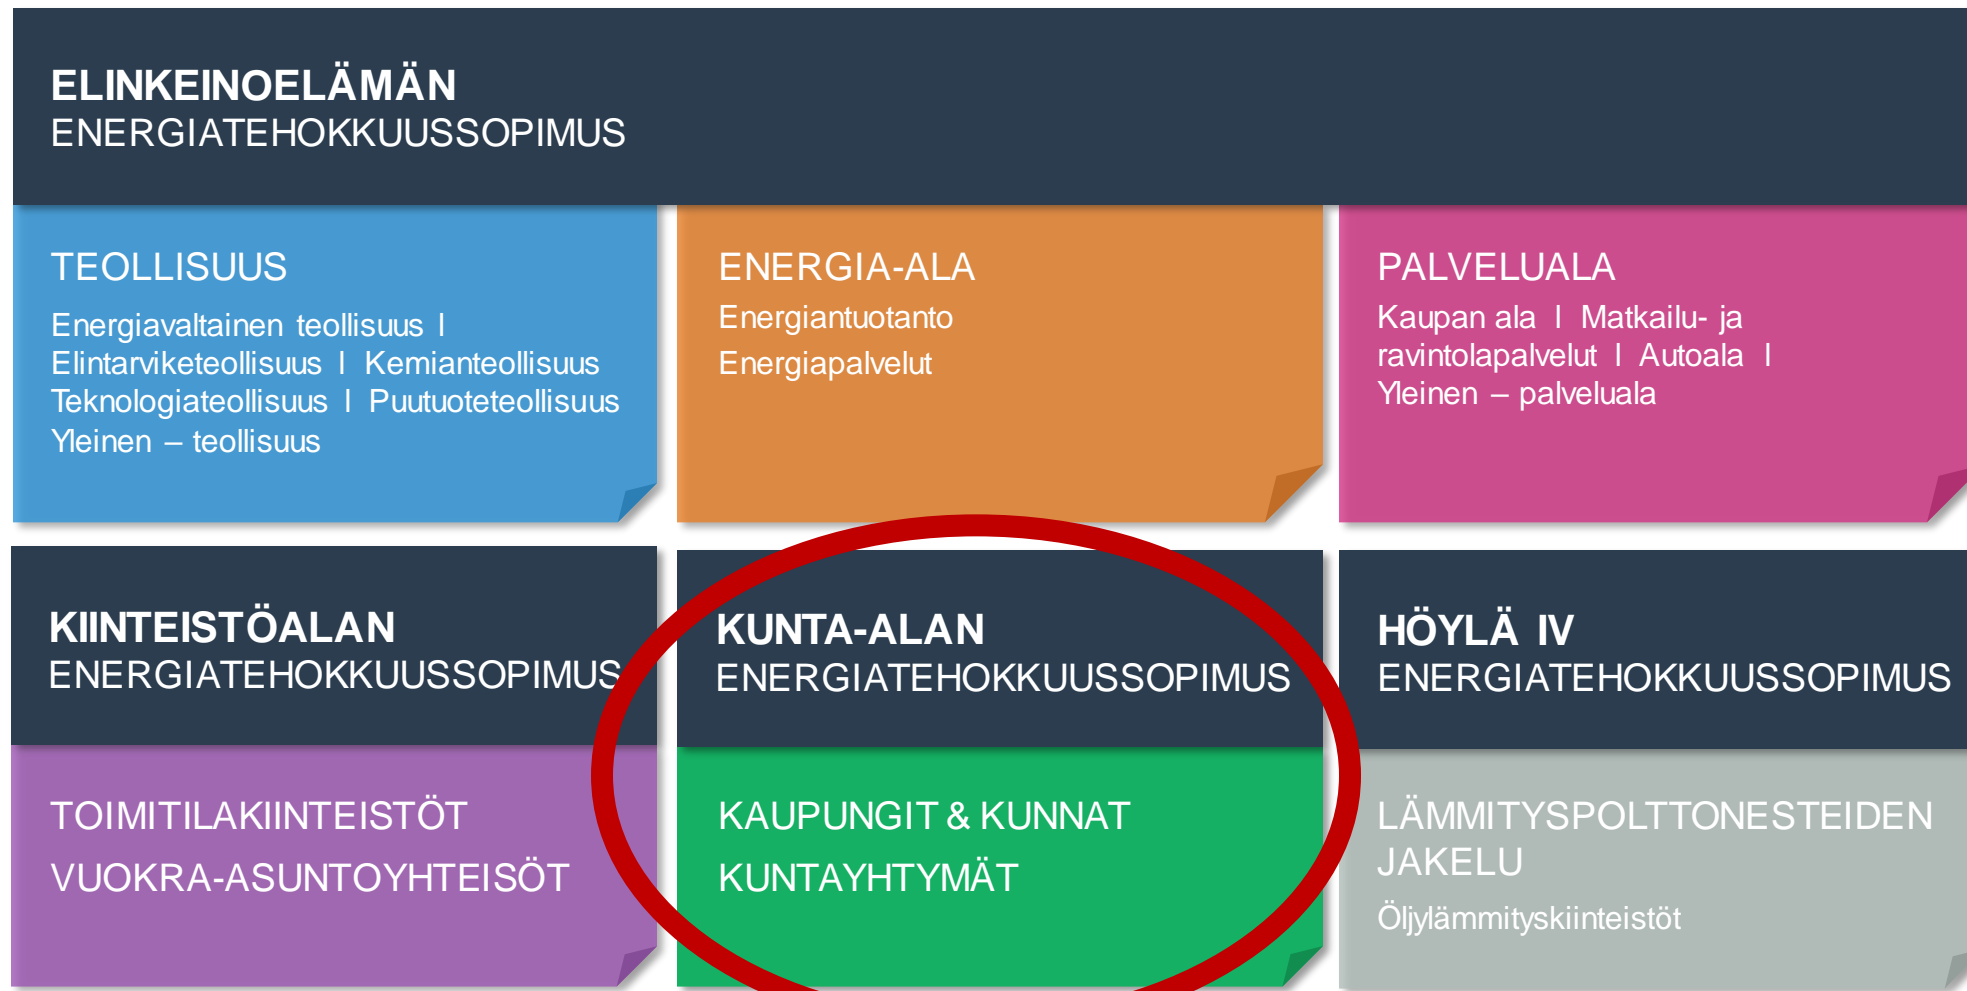 ELINKEINOELÄMÄN
ENERGIATEHOKKUUSSOPIMUS
TEOLLISUUS
Energiavaltainen teollisuus l
Elintarviketeollisuus l Kemianteollisuus
Teknologiateollisuus l Puutuoteteollisuus
Yleinen – teollisuus
ENERGIA-ALA
Energiantuotanto
Energiapalvelut
PALVELUALA
Kaupan ala l Matkailu- ja
ravintolapalvelut l Autoala l
Yleinen – palveluala
KIINTEISTÖALAN
ENERGIATEHOKKUUSSOPIMUS
TOIMITILAKIINTEISTÖT
VUOKRA-ASUNTOYHTEISÖT
KUNTA-ALAN
ENERGIATEHOKKUUSSOPIMUS
KAUPUNGIT & KUNNAT
KUNTAYHTYMÄT
HÖYLÄ IV
ENERGIATEHOKKUUSSOPIMUS
LÄMMITYSPOLTTONESTEIDEN
JAKELU
Öljylämmityskiinteistöt